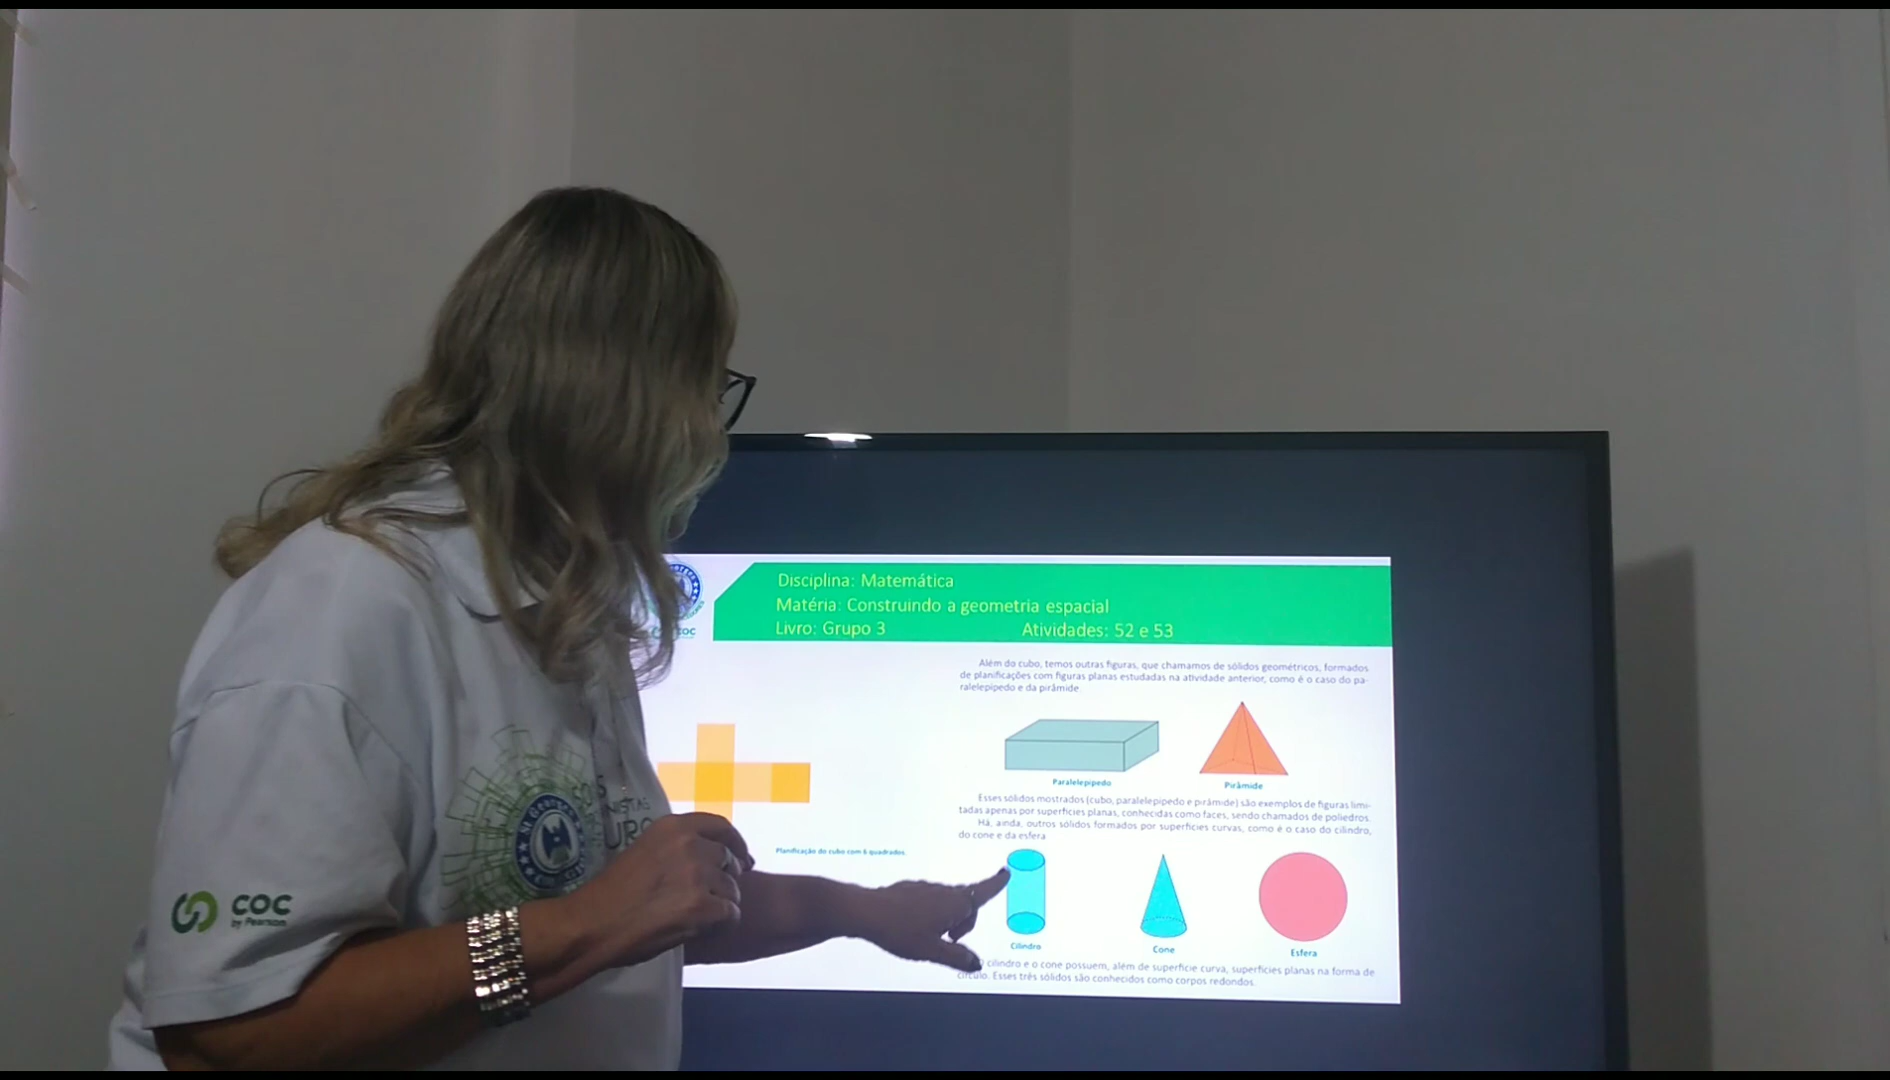 Disciplina: Matemática
Matéria: Construindo a geometria espacial
Livro: Grupo 3 Atividades: 52 e 53
coc
Além do cubo, temos outras figuras, que chamamos de sólidos geométricos, formados
de planificações com figuras planas estudadas na atividade anterior, como é o caso do pa-
ralelepípedo e da pirâmide.
Paralelepípedo
Pirâmide
Esses sólidos mostrados (cubo, paralelepípedo e pirâmide) são exemplos de figuras limi-
tadas apenas por superfícies planas, conhecidas como faces, sendo chamados de poliedros.
Há, ainda, outros sólidos formados por superfícies curvas, como é o caso do cilindro,
do cone e da esfera.
Planificação do cubo com 6 quadrados.
Cilindro
Cone
Esfera
cilindro e o cone possuem, além de superfície curva, superfícies planas na forma de
círculo. Esses três sólidos são conhecidos como corpos redondos.
COC
by Pearson